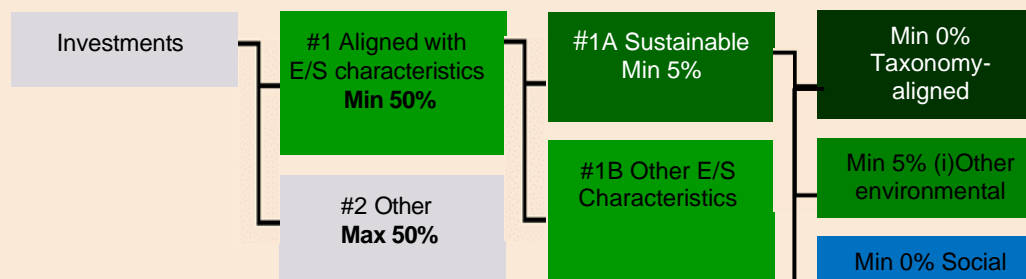 Investments
#1 Aligned with
E/S characteristics
Min 50%
#2 Other
Max 50%
#1A Sustainable
Min 5%
#1B Other E/S
Characteristics
Min 0%
Taxonomy-
aligned
Min 5% (i)Other
environmental
Min 0% Social